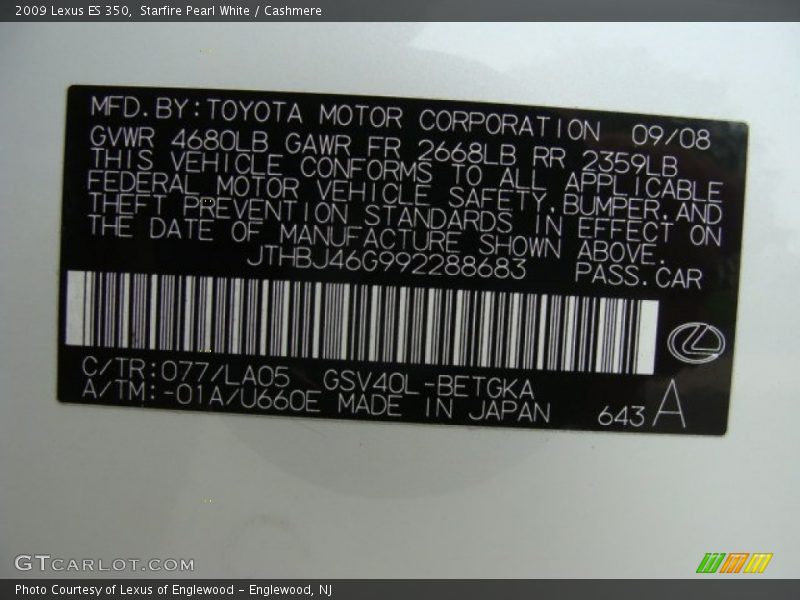 2009 Lexus ES 350, Starfire Pearl White / Cashmere
MFD.BY:TOYOTA MOTOR CORPORATION 09/08
GVWR 4680LB GAWR FR 2668LB RR 2359LB
THIS VEHICLE CONFORMS TO ALL APPLICABLE
FEDERAL MOTOR VEHICLE SAFETY,BUMPER,AND
THEFT PREVENTION STANDARDS IN EFFECT ON
THE DATE OF MANUFACTURE SHOWN ABOVE.
JTHBJ46G992288683 PASS.CAR
C/TR:077/LA05 GSV40L-BETGKA
A/TM:-01A/U660E MADE IN JAPAN 643 A
GTCARLOT.COM
Photo Courtesy of Lexus of Englewood - Englewood, NJ